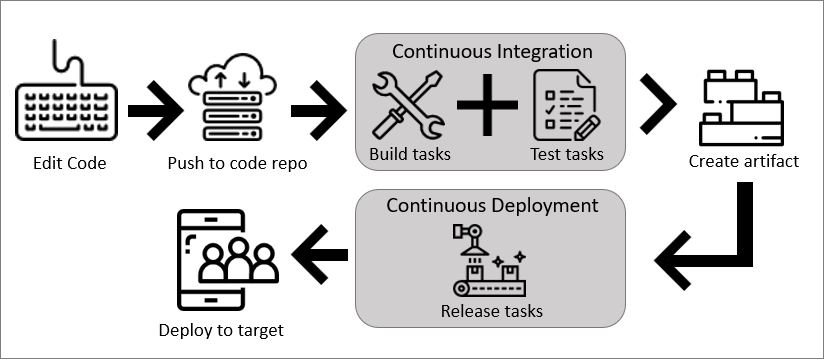 Continuous Integration
Edit Code
Push to code repo
Build tasks
Test tasks
Create artifact
Continuous Deployment
Release tasks
Deploy to target